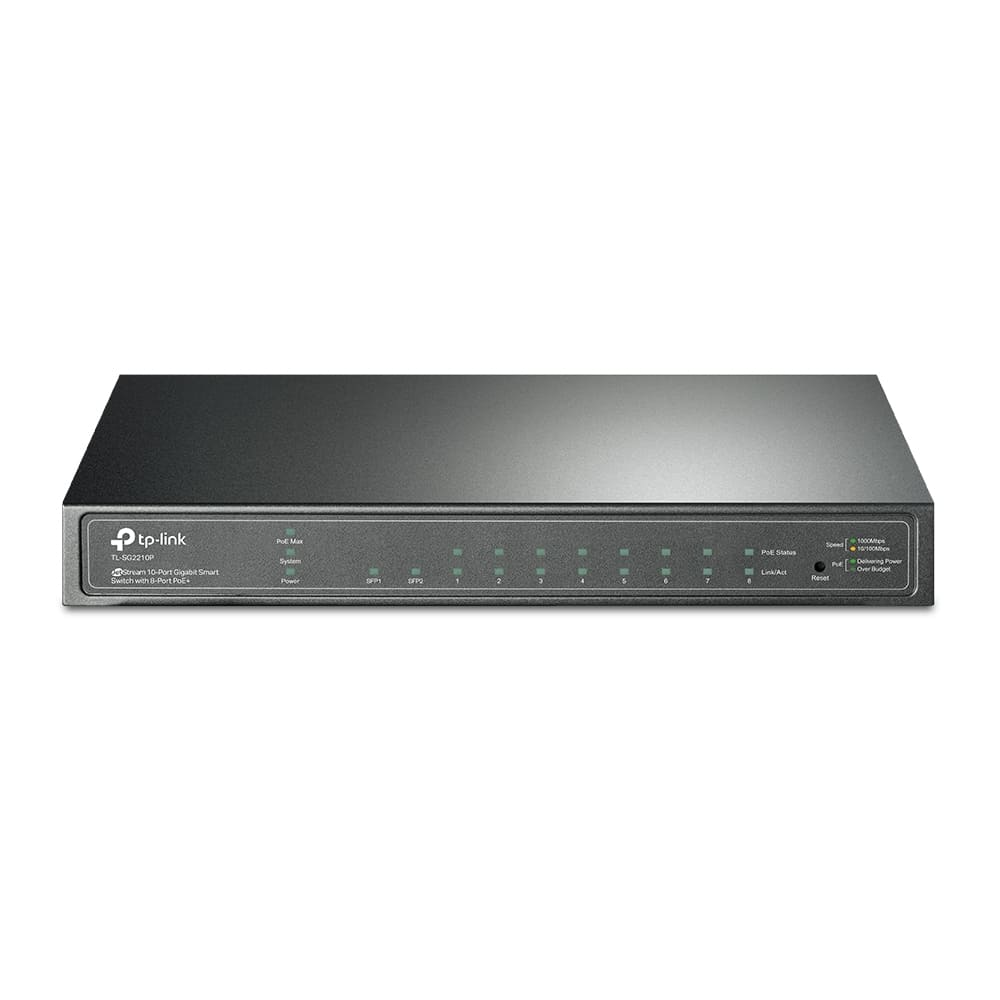 tp-link
TL-SG2210P
JetStream 10-Port Gigabit Smart
Switch with 8-Port PoE+
PoE Max
System
Power
SFP1 SFP2 1 2 3 4 5 6 7 8
PoE Status
Link/Act
Reset
Speed
1000Mbps
10/100Mbps
PoE
Delivering Power
Over Budget